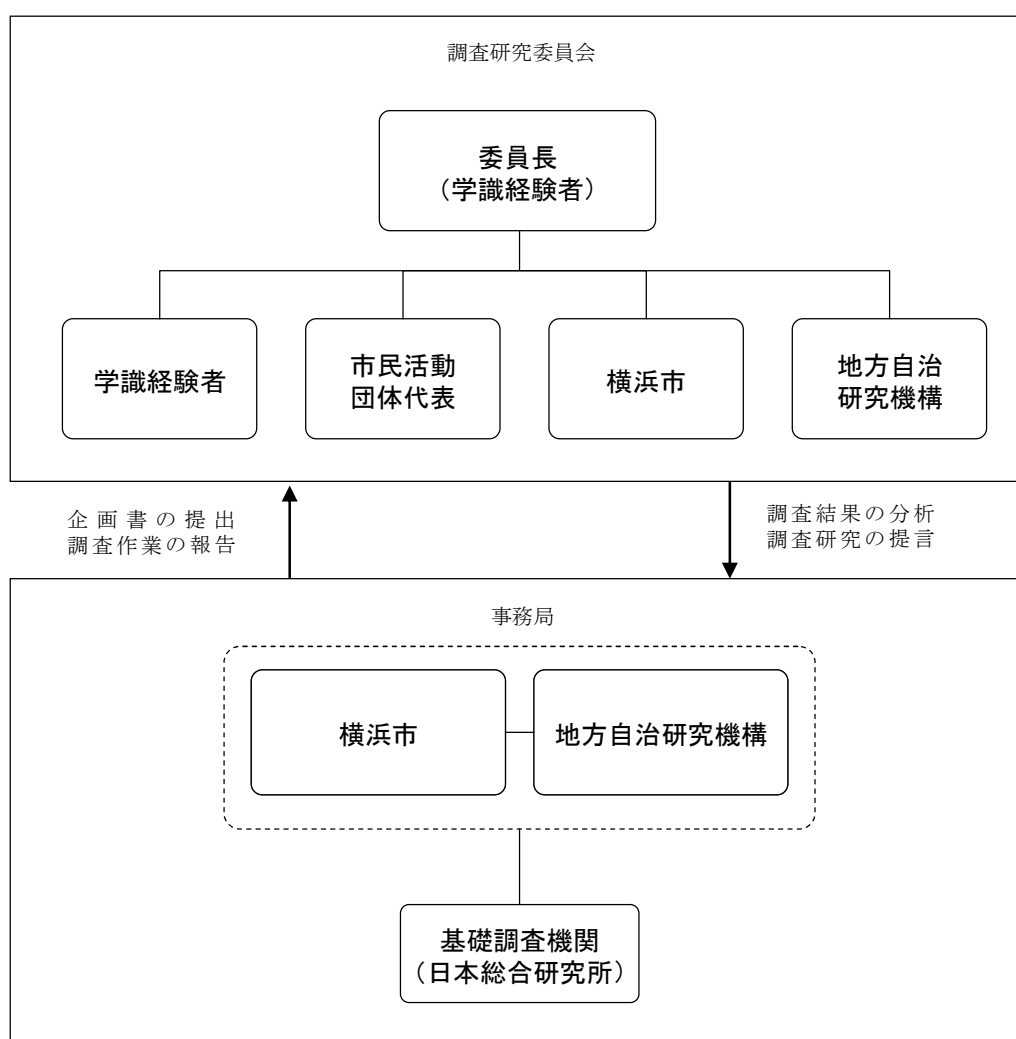 調査研究委員会
委員長
（学識経験者）
学識経験者
市民活動
団体代表
横浜市
地方自治
研究機構
企画書の提出
調査作業の報告
調査結果の分析
調査研究の提言
事務局
横浜市
地方自治研究機構
基礎調査機関
（日本総合研究所）